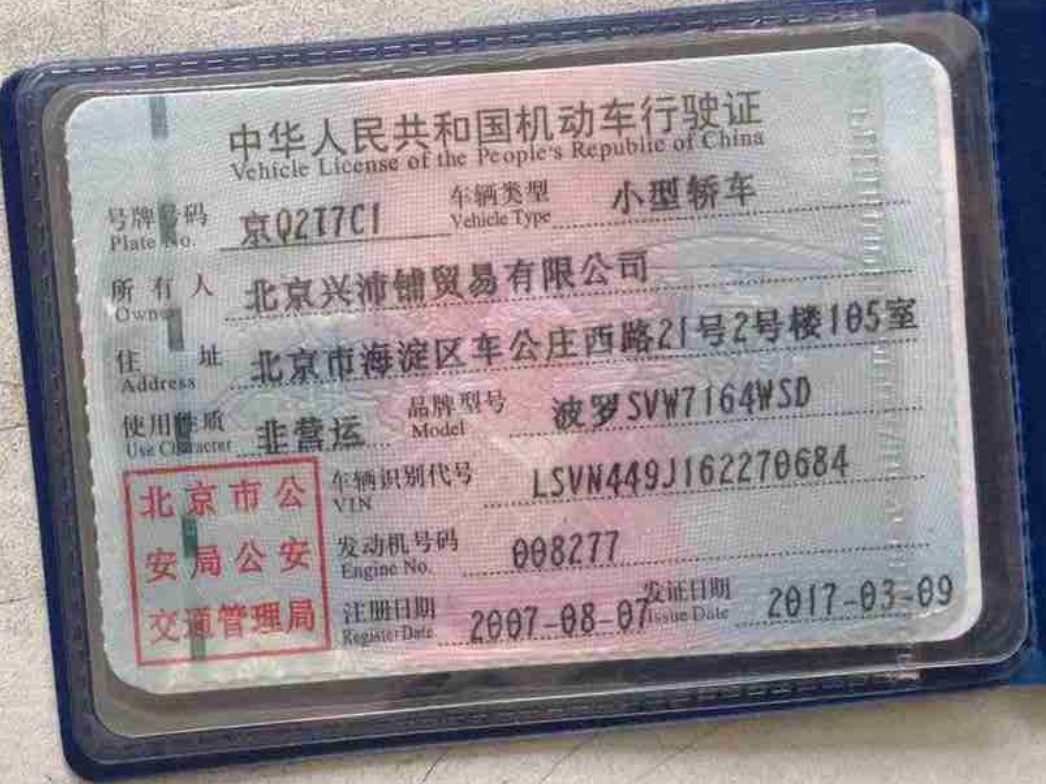 中华人民共和国机动车行驶证
Vehicle License of the People's Republic of China
号牌号码 京Q2T7C1 车辆类型 小型轿车
Plate No. Vehicle Type
所有人 北京兴沛铺贸易有限公司
Owner
住址 北京市海淀区车公庄西路21号2号楼105室
Address
使用性质 非营运 品牌型号 波罗SVW7164WSD
Use Character Model
北京市公 车辆识别代号 LSVN449J162270684
VIN
安局公安 发动机号码 008277
Engine No.
交通管理局 注册日期 2007-08-07 发证日期 2017-03-09
Register Date Issue Date